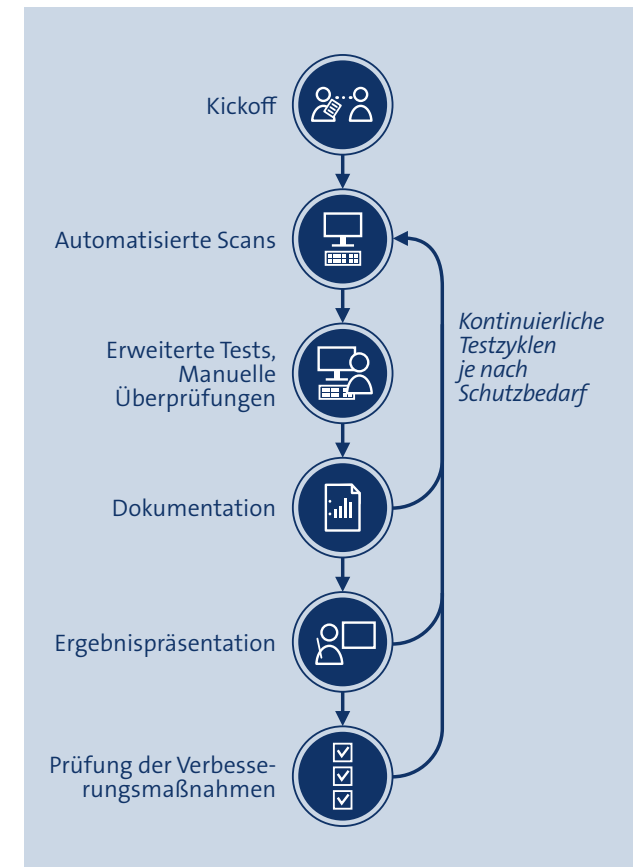 Kickoff
Automatisierte Scans
Kontinuierliche
Testzyklen
je nach
Schutzbedarf
Erweiterte Tests,
Manuelle
Überprüfungen
Dokumentation
Ergebnispräsentation
Prüfung der Verbesse-
rungsmaßnahmen